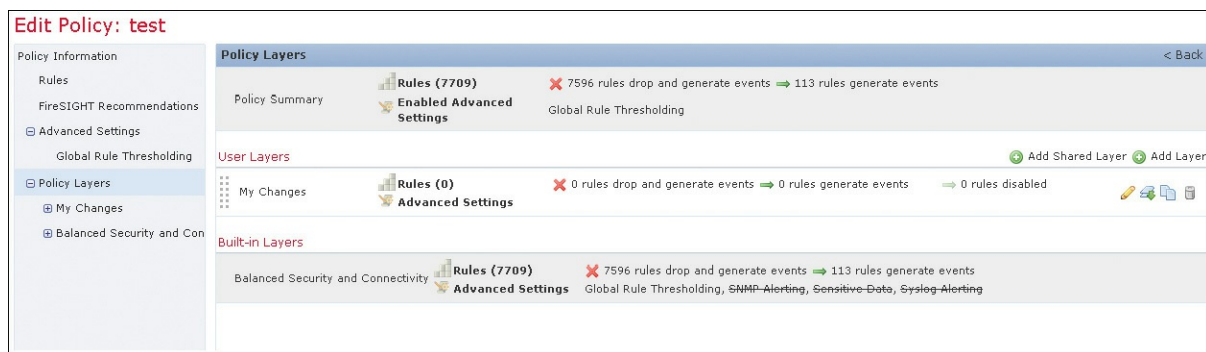 Edit Policy: test
Policy Information
Rules
FireSIGHT Recommendations
Advanced Settings
Global Rule Thresholding
Policy Layers
My Changes
Balanced Security and Con
Policy Layers
< Back
Policy Summary
Rules (7709)
7596 rules drop and generate events
113 rules generate events
Enabled Advanced
Settings
Global Rule Thresholding
User Layers
Add Shared Layer
Add Layer
My Changes
Rules (0)
0 rules drop and generate events
0 rules generate events
0 rules disabled
Advanced Settings
Built-in Layers
Balanced Security and Connectivity
Rules (7709)
7596 rules drop and generate events
113 rules generate events
Advanced Settings
Global Rule Thresholding, SNMP Alerting, Sensitive Data, Syslog Alerting